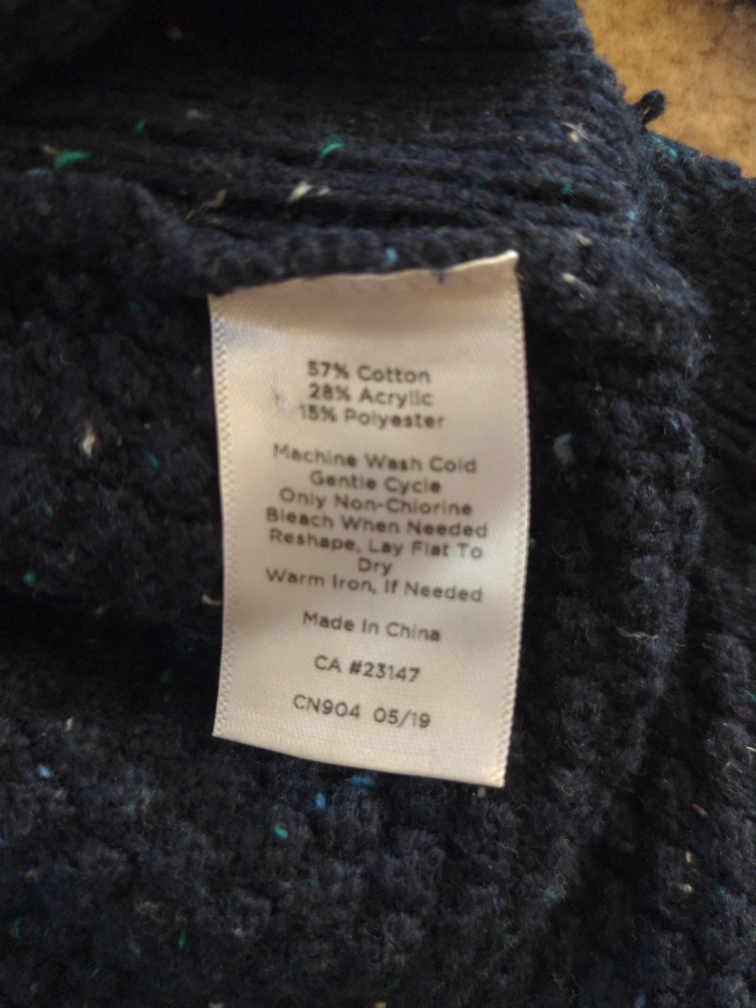 57% Cotton
28% Acrylic
15% Polyester
Machine Wash Cold
Gentle Cycle
Only Non-Chlorine
Bleach When Needed
Reshape, Lay Flat To
Dry
Warm Iron, If Needed
Made In China
CA #23147
CN904 05/19